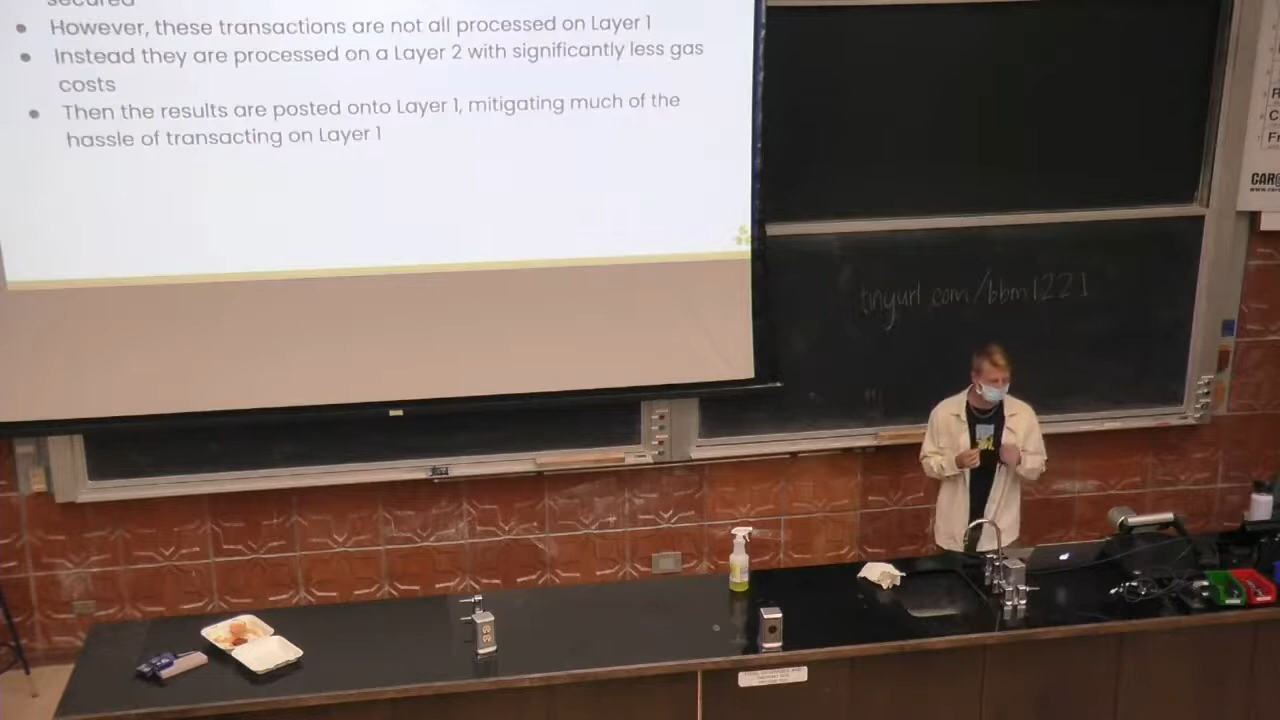 secured
However, these transactions are not all processed on Layer 1
Instead they are processed on a Layer 2 with significantly less gas
costs
Then the results are posted onto Layer 1, mitigating much of the
hassle of transacting on Layer 1
tinyurl.com/bbm1221